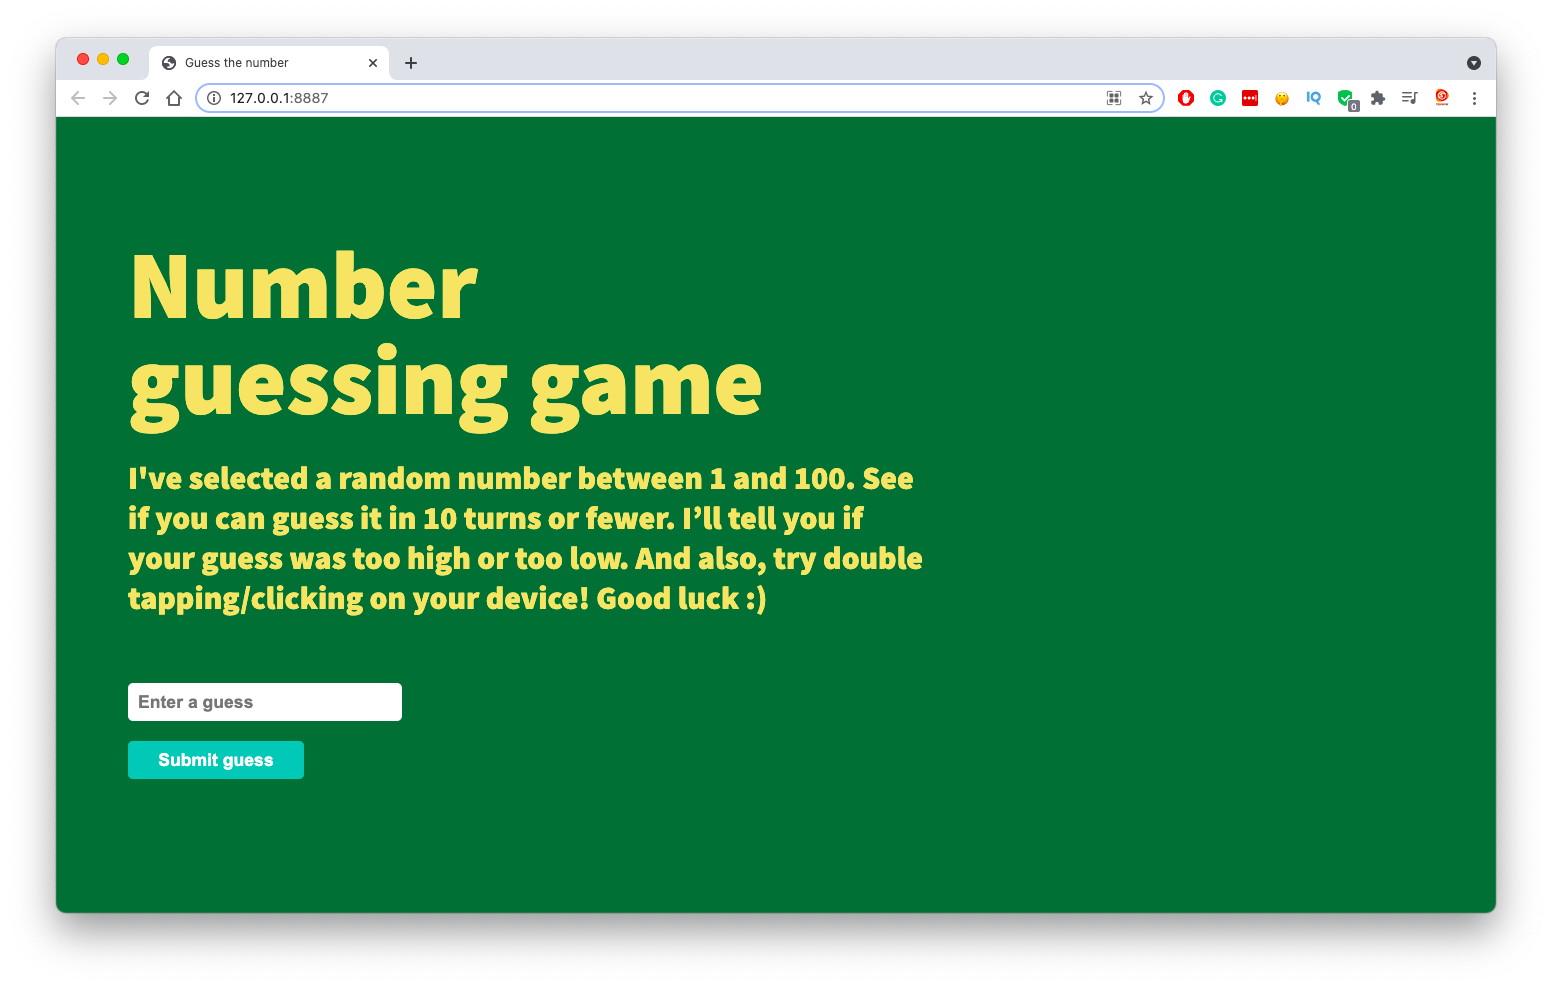 Guess the number
127.0.0.1:8887
IQ
0
Number
guessing game
I've selected a random number between 1 and 100. See
if you can guess it in 10 turns or fewer. I’ll tell you if
your guess was too high or too low. And also, try double
tapping/clicking on your device! Good luck :)
Enter a guess
Submit guess